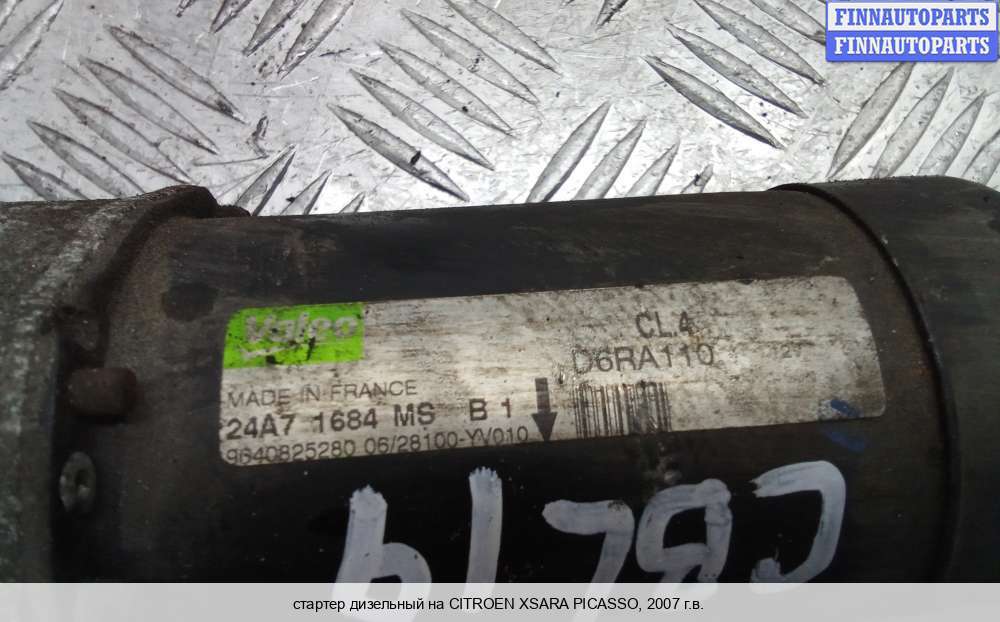 FINNAUTOPARTS
FINNAUTOPARTS
Valeo
CL4
D6RA110
MADE IN FRANCE
24A7 1684 MS B 1
9640825280 06/28100-YV010
стартер дизельный на CITROEN XSARA PICASSO, 2007 г.в.